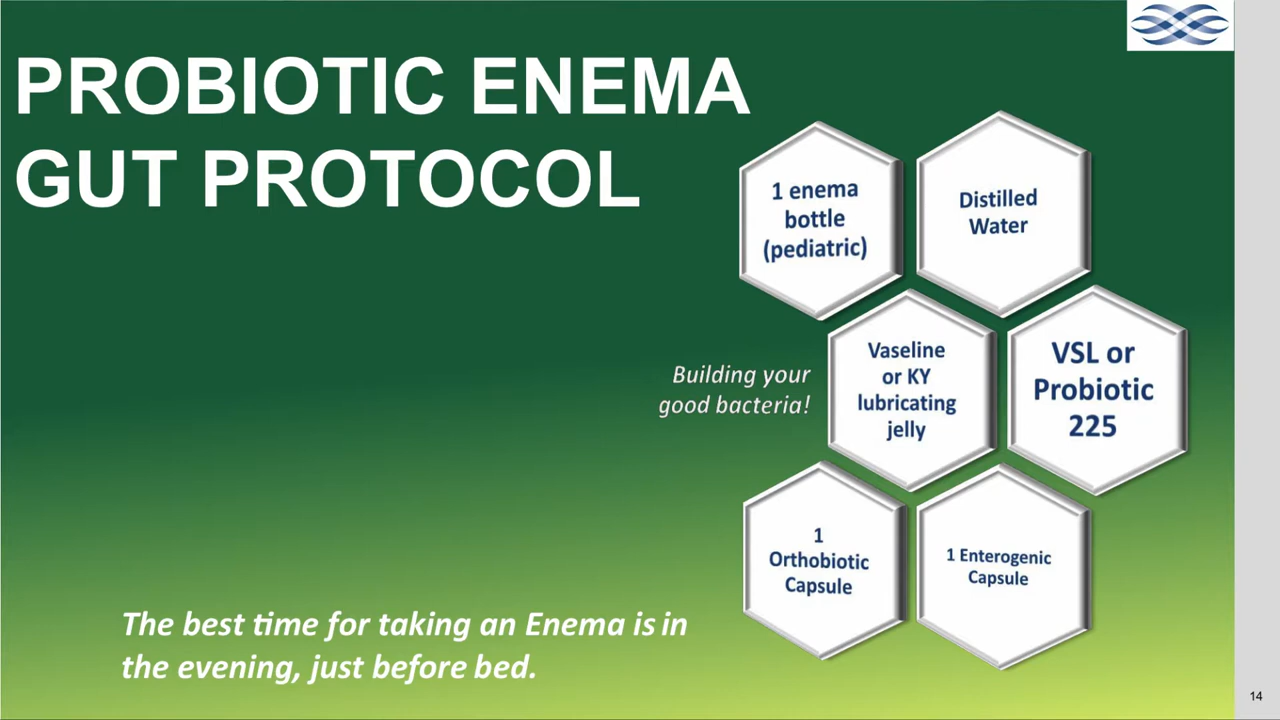 PROBIOTIC ENEMA
GUT PROTOCOL
1 enema
bottle
(pediatric)
Distilled
Water
Building your
good bacteria!
Vaseline
or KY
lubricating
jelly
VSL or
Probiotic
225
1
Orthobiotic
Capsule
1 Enterogenic
Capsule
The best time for taking an Enema is in
the evening, just before bed.
14